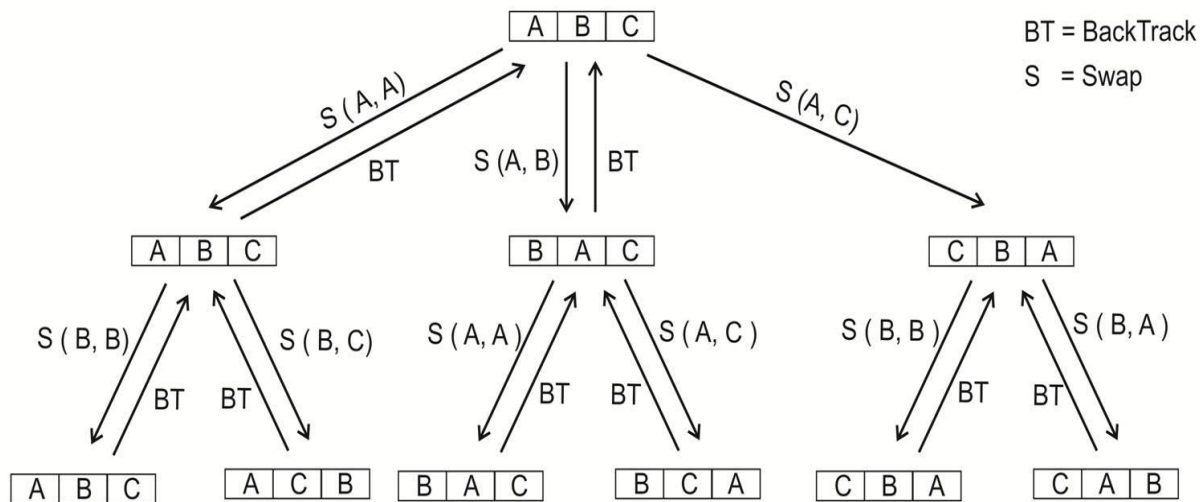 A B C
BT = BackTrack
S = Swap
S ( A, A)
BT
S (A, B)
BT
S (A, C)
A B C
B A C
C B A
S ( B, B)
BT
BT
S ( B, C)
S ( A, A)
BT
BT
S ( A, C )
S ( B, B )
BT
BT
S ( B, A )
A B C
A C B
B A C
B C A
C B A
C A B